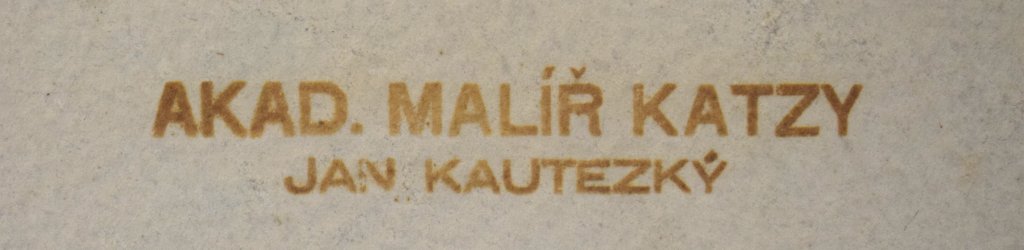 AKAD. MALÍŘ KATZY
JAN KAUTEZKÝ